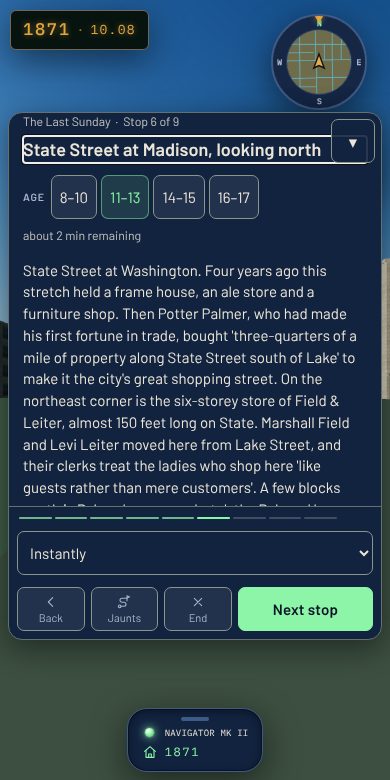 1871 · 10.08
N
W E
S
The Last Sunday · Stop 6 of 9
State Street at Madison, looking north
▼
AGE 8–10 11–13 14–15 16–17
about 2 min remaining
State Street at Washington. Four years ago this
stretch held a frame house, an ale store and a
furniture shop. Then Potter Palmer, who had made
his first fortune in trade, bought 'three-quarters of a
mile of property along State Street south of Lake' to
make it the city's great shopping street. On the
northeast corner is the six-storey store of Field &
Leiter, almost 150 feet long on State. Marshall Field
and Levi Leiter moved here from Lake Street, and
their clerks treat the ladies who shop here 'like
guests rather than mere customers'. A few blocks
Instantly
Back Jaunts End Next stop
NAVIGATOR MK II
1871